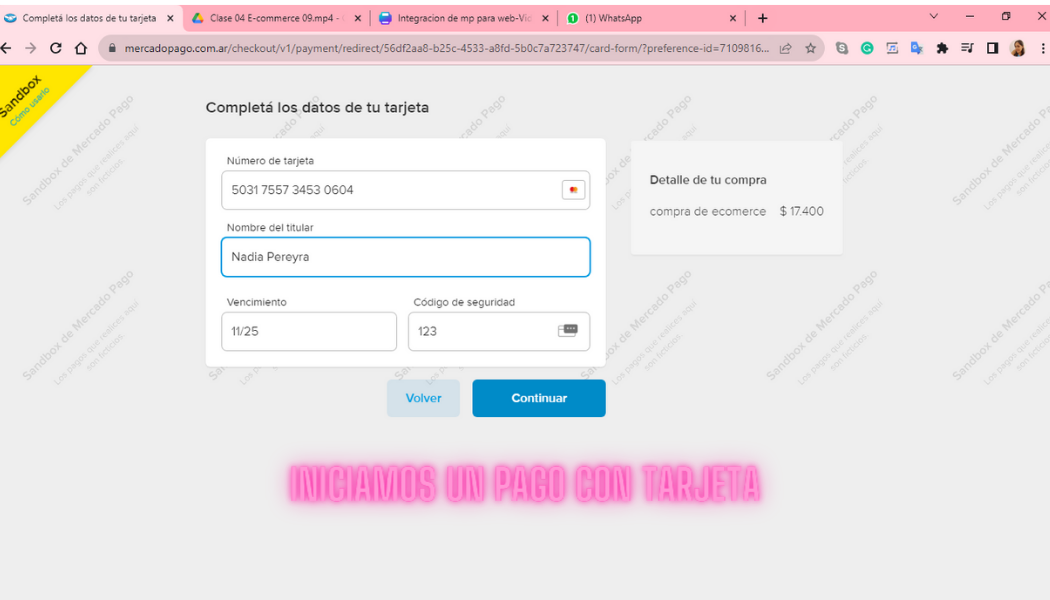 Completá los datos de tu tarjeta
Clase 04 E-commerce 09.mp4 -
Integracion de mp para web-Vic
(1) WhatsApp
mercadopago.com.ar/checkout/v1/payment/redirect/56df2aa8-b25c-4533-a8fd-5b0c7a723747/card-form/?preference-id=7109816...
Sandbox
Cómo usarlo
Completá los datos de tu tarjeta
Número de tarjeta
5031 7557 3453 0604
Nombre del titular
Nadia Pereyra
Vencimiento
Código de seguridad
11/25
123
Detalle de tu compra
compra de ecomerce $ 17.400
Volver
Continuar
INICIAMOS UN PAGO CON TARJETA
Sandbox de Mercado Pago
Los pagos que realices aquí
son ficticios.